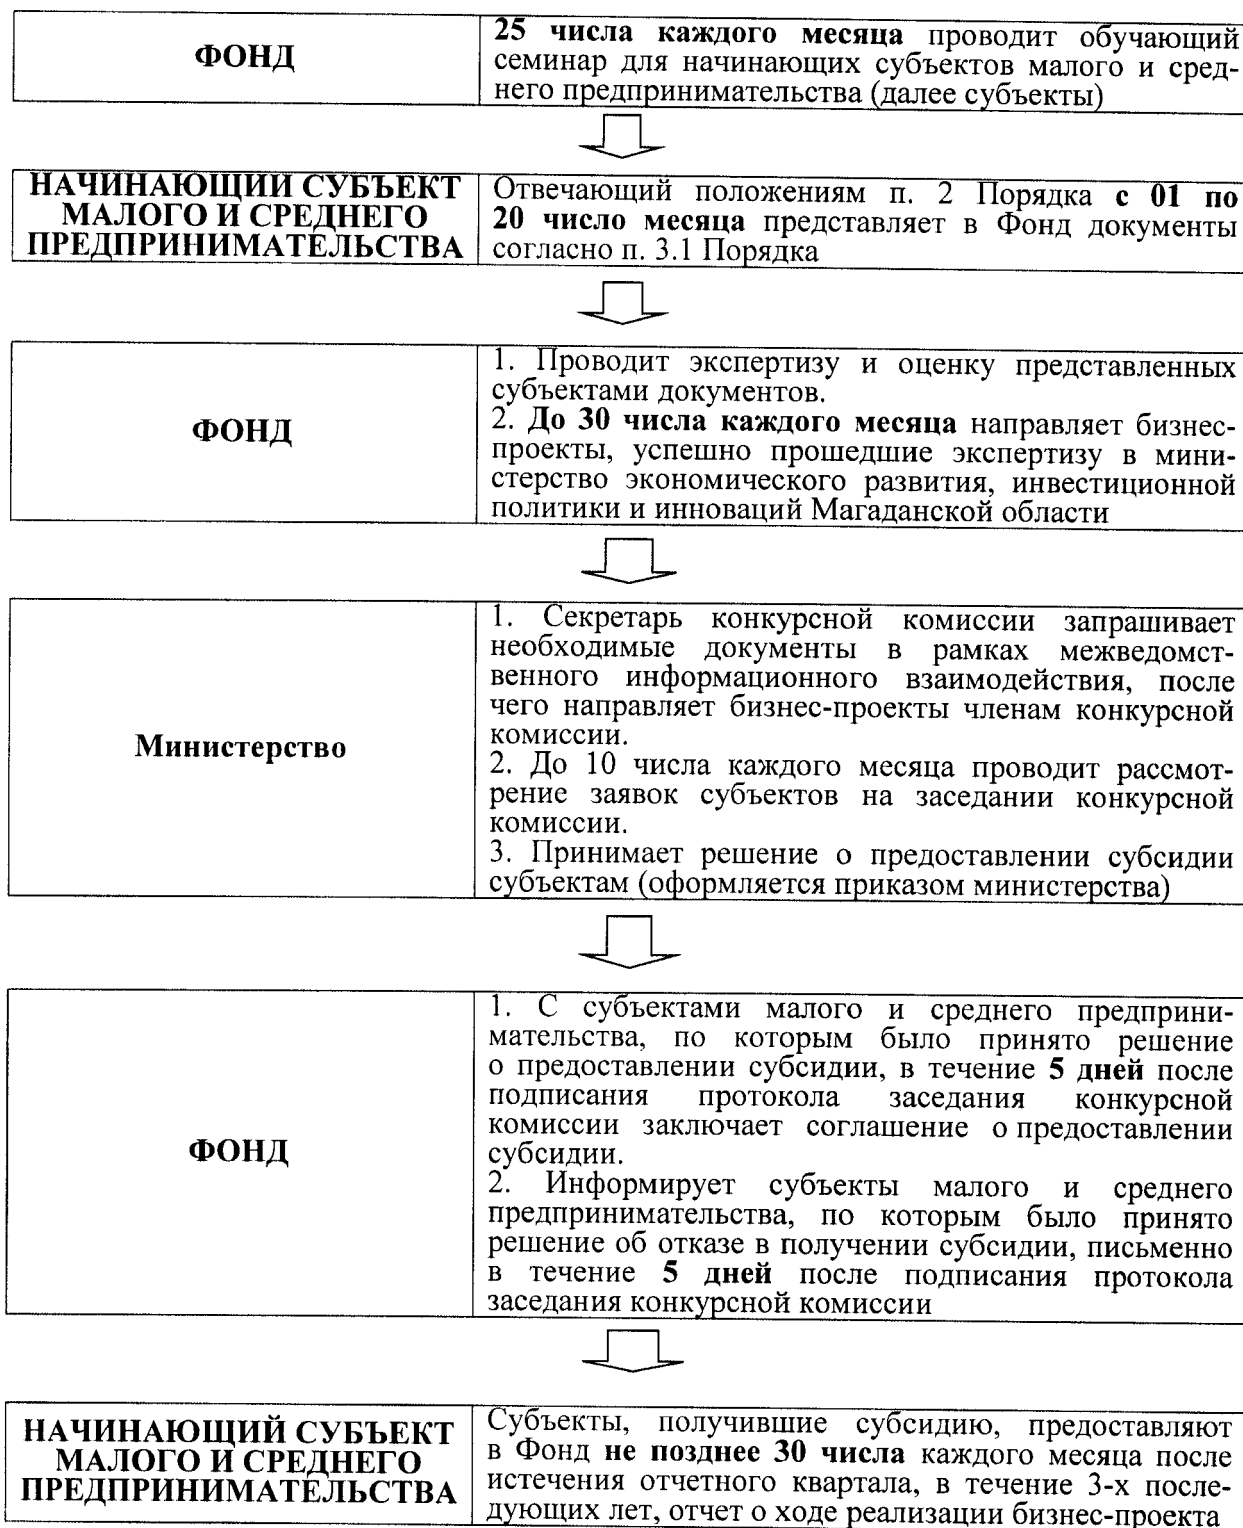 ФОНД
25 числа каждого месяца проводит обучающий
семинар для начинающих субъектов малого и сред-
него предпринимательства (далее субъекты)
НАЧИНАЮЩИЙ СУБЪЕКТ
МАЛОГО И СРЕДНЕГО
ПРЕДПРИНИМАТЕЛЬСТВА
Отвечающий положениям п. 2 Порядка с 01 по
20 число месяца представляет в Фонд документы
согласно п. 3.1 Порядка
ФОНД
1. Проводит экспертизу и оценку представленных
субъектами документов.
2. До 30 числа каждого месяца направляет бизнес-
проекты, успешно прошедшие экспертизу в мини-
стерство экономического развития, инвестиционной
политики и инноваций Магаданской области
Министерство
1. Секретарь конкурсной комиссии запрашивает
необходимые документы в рамках межведомст-
венного информационного взаимодействия, после
чего направляет бизнес-проекты членам конкурсной
комиссии.
2. До 10 числа каждого месяца проводит рассмот-
рение заявок субъектов на заседании конкурсной
комиссии.
3. Принимает решение о предоставлении субсидии
субъектам (оформляется приказом министерства)
ФОНД
1. С субъектами малого и среднего предприни-
мательства, по которым было принято решение
о предоставлении субсидии, в течение 5 дней после
подписания протокола заседания конкурсной
комиссии заключает соглашение о предоставлении
субсидии.
2. Информирует субъекты малого и среднего
предпринимательства, по которым было принято
решение об отказе в получении субсидии, письменно
в течение 5 дней после подписания протокола
заседания конкурсной комиссии
НАЧИНАЮЩИЙ СУБЪЕКТ
МАЛОГО И СРЕДНЕГО
ПРЕДПРИНИМАТЕЛЬСТВА
Субъекты, получившие субсидию, предоставляют
в Фонд не позднее 30 числа каждого месяца после
истечения отчетного квартала, в течение 3-х после-
дующих лет, отчет о ходе реализации бизнес-проекта